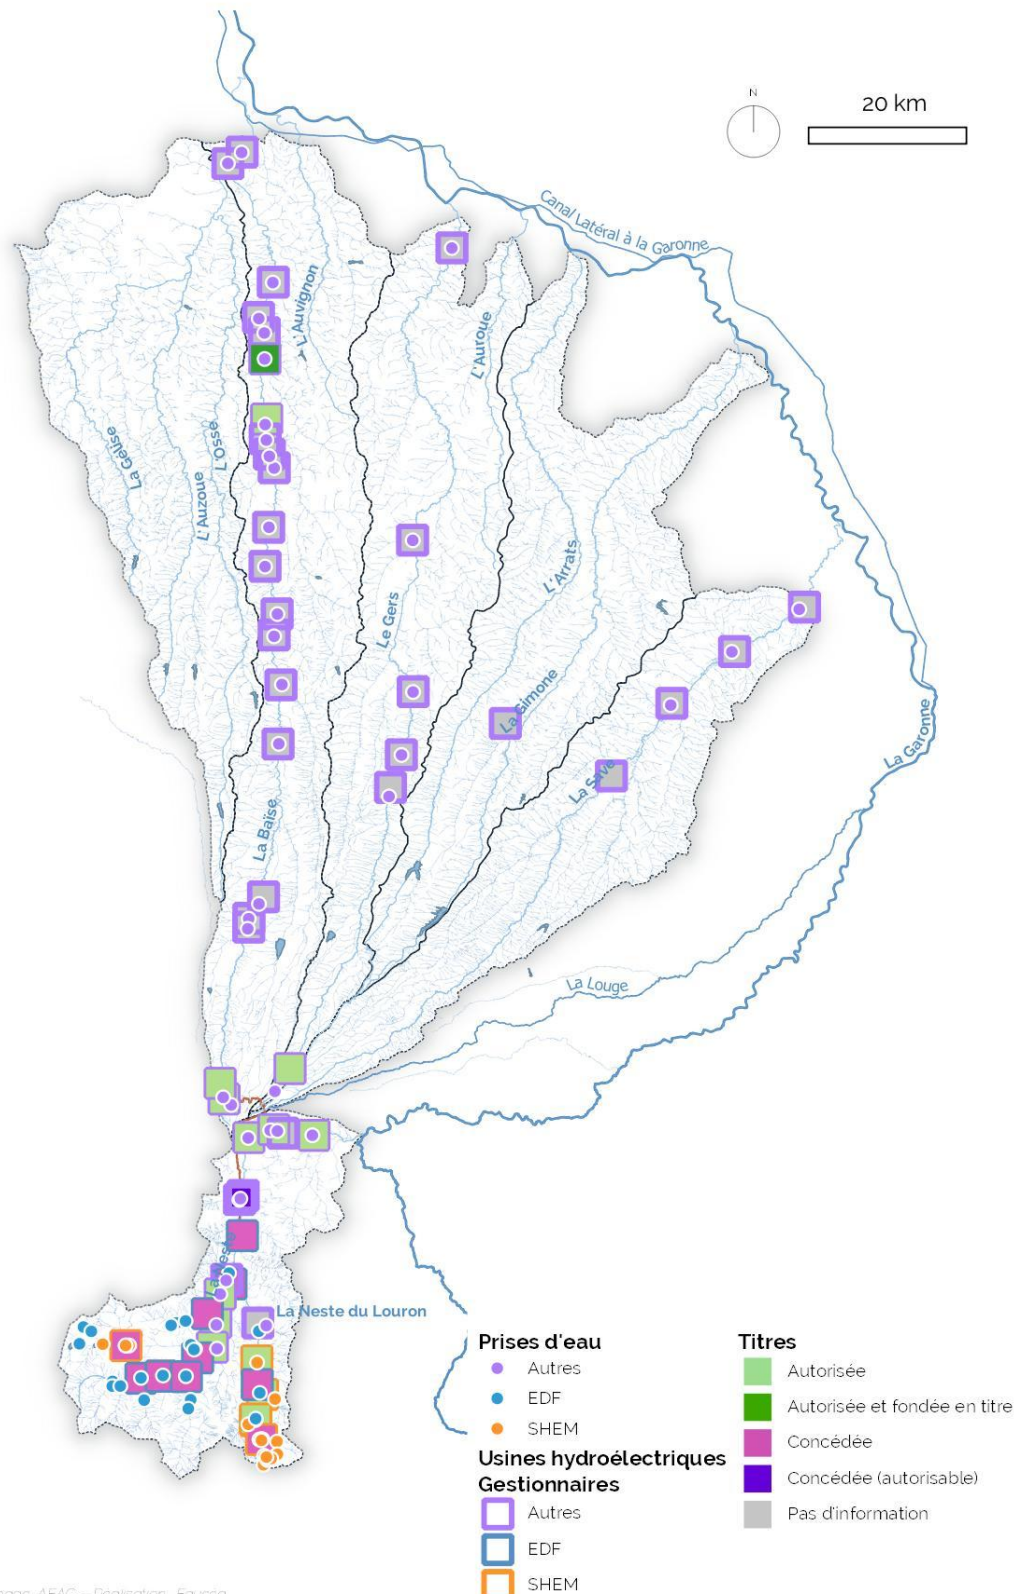 N
20 km
Canal Latéral à la Garonne
L'Auvignon
L'Auroue
La Gélise
L'Osse
L'Auzoue
L'Arrats
Le Gers
La Gimone
La Save
La Garonne
La Baïse
La Louge
La Neste
La Neste du Louron
Prises d'eau
Autres
EDF
SHEM
Usines hydroélectriques
Gestionnaires
Autres
EDF
SHEM
Titres
Autorisée
Autorisée et fondée en titre
Concédée
Concédée (autorisable)
Pas d'information